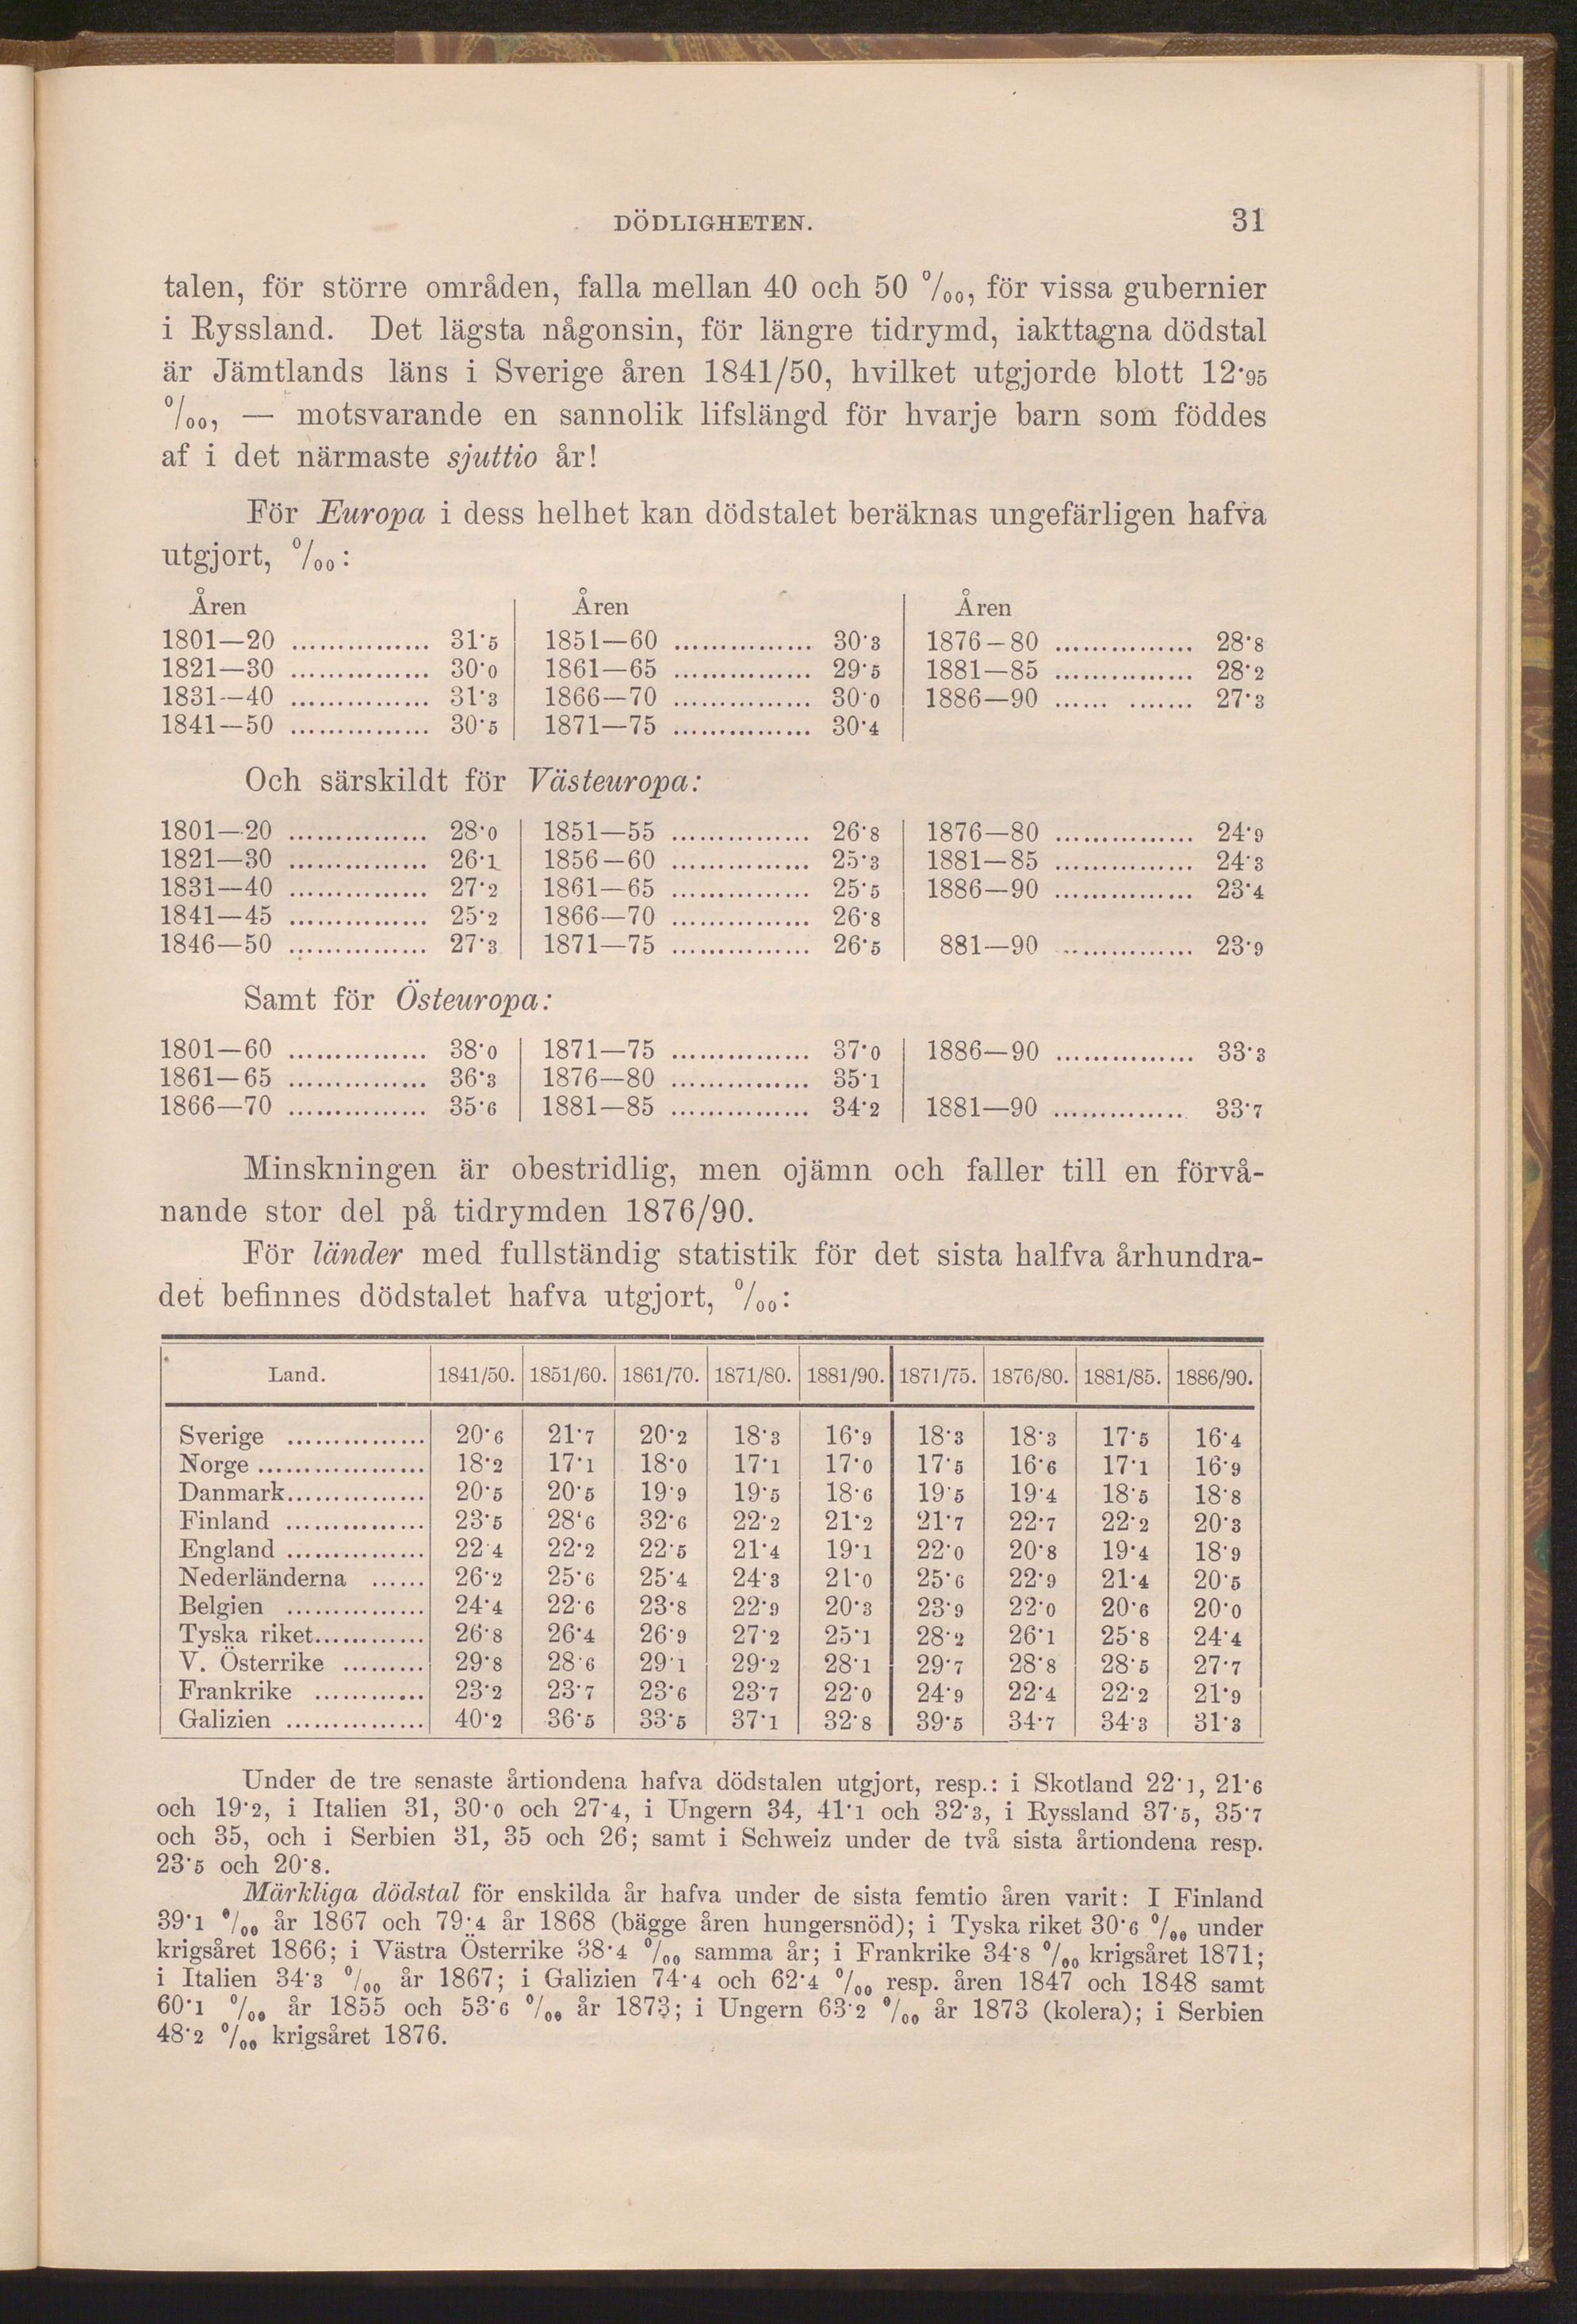 DÖDLIGHETEN. 31
talen, för större områden, falla mellan 40 och 50 ⁰/₀₀, för vissa gubernier
i Ryssland. Det lägsta någonsin, för längre tidrymd, iakttagna dödstal
är Jämtlands läns i Sverige åren 1841/50, hvilket utgjorde blott 12·95
⁰/₀₀, — motsvarande en sannolik lifslängd för hvarje barn som föddes
af i det närmaste sjuttio år!
För Europa i dess helhet kan dödstalet beräknas ungefärligen hafva
utgjort, ⁰/₀₀:
Åren Åren Åren
1801—20 ............... 31·5 1851—60 ............... 30·3 1876—80 ............... 28·8
1821—30 ............... 30·0 1861—65 ............... 29·5 1881—85 ............... 28·2
1831—40 ............... 31·3 1866—70 ............... 30·0 1886—90 ...... ....... 27·3
1841—50 ............... 30·5 1871—75 ............... 30·4
Och särskildt för Västeuropa:
1801—20 ............... 28·0 1851—55 ............... 26·8 1876—80 ............... 24·9
1821—30 ............... 26·1 1856—60 ............... 25·3 1881—85 ............... 24·3
1831—40 ............... 27·2 1861—65 ............... 25·5 1886—90 ............... 23·4
1841—45 ............... 25·2 1866—70 ............... 26·8
1846—50 ............... 27·3 1871—75 ............... 26·5 881—90 .............. 23·9
Samt för Östeuropa:
1801—60 ............... 38·0 1871—75 ............... 37·0 1886—90 ............... 33·3
1861—65 ............... 36·3 1876—80 ............... 35·1
1866—70 ............... 35·6 1881—85 ............... 34·2 1881—90 ............... 33·7
Minskningen är obestridlig, men ojämn och faller till en förvå-
nande stor del på tidrymden 1876/90.
För länder med fullständig statistik för det sista halfva århundra-
det befinnes dödstalet hafva utgjort, ⁰/₀₀:
Land. 1841/50. 1851/60. 1861/70. 1871/80. 1881/90. 1871/75. 1876/80. 1881/85. 1886/90.
Sverige ............... 20·6 21·7 20·2 18·3 16·9 18·3 18·3 17·5 16·4
Norge ................... 18·2 17·1 18·0 17·1 17·0 17·5 16·6 17·1 16·9
Danmark............... 20·5 20·5 19·9 19·5 18·6 19·5 19·4 18·5 18·8
Finland ............... 23·5 28·6 32·6 22·2 21·2 21·7 22·7 22·2 20·3
England ............... 22·4 22·2 22·5 21·4 19·1 22·0 20·8 19·4 18·9
Nederländerna ...... 26·2 25·6 25·4 24·3 21·0 25·6 22·9 21·4 20·5
Belgien ............... 24·4 22·6 23·8 22·9 20·3 23·9 22·0 20·6 20·0
Tyska riket............ 26·8 26·4 26·9 27·2 25·1 28·2 26·1 25·8 24·4
V. Österrike ......... 29·8 28·6 29·1 29·2 28·1 29·7 28·8 28·5 27·7
Frankrike ............ 23·2 23·7 23·6 23·7 22·0 24·9 22·4 22·2 21·9
Galizien ............... 40·2 36·5 33·5 37·1 32·8 39·5 34·7 34·3 31·3
Under de tre senaste årtiondena hafva dödstalen utgjort, resp.: i Skotland 22·1, 21·6
och 19·2, i Italien 31, 30·0 och 27·4, i Ungern 34, 41·1 och 32·3, i Ryssland 37·5, 35·7
och 35, och i Serbien 31, 35 och 26; samt i Schweiz under de två sista årtiondena resp.
23·5 och 20·8.
Märkliga dödstal för enskilda år hafva under de sista femtio åren varit: I Finland
39·1 ⁰/₀₀ år 1867 och 79·4 år 1868 (bägge åren hungersnöd); i Tyska riket 30·6 ⁰/₀₀ under
krigsåret 1866; i Västra Österrike 38·4 ⁰/₀₀ samma år; i Frankrike 34·8 ⁰/₀₀ krigsåret 1871;
i Italien 34·3 ⁰/₀₀ år 1867; i Galizien 74·4 och 62·4 ⁰/₀₀ resp. åren 1847 och 1848 samt
60·1 ⁰/₀₀ år 1855 och 53·6 ⁰/₀₀ år 1873; i Ungern 63·2 ⁰/₀₀ år 1873 (kolera); i Serbien
48·2 ⁰/₀₀ krigsåret 1876.